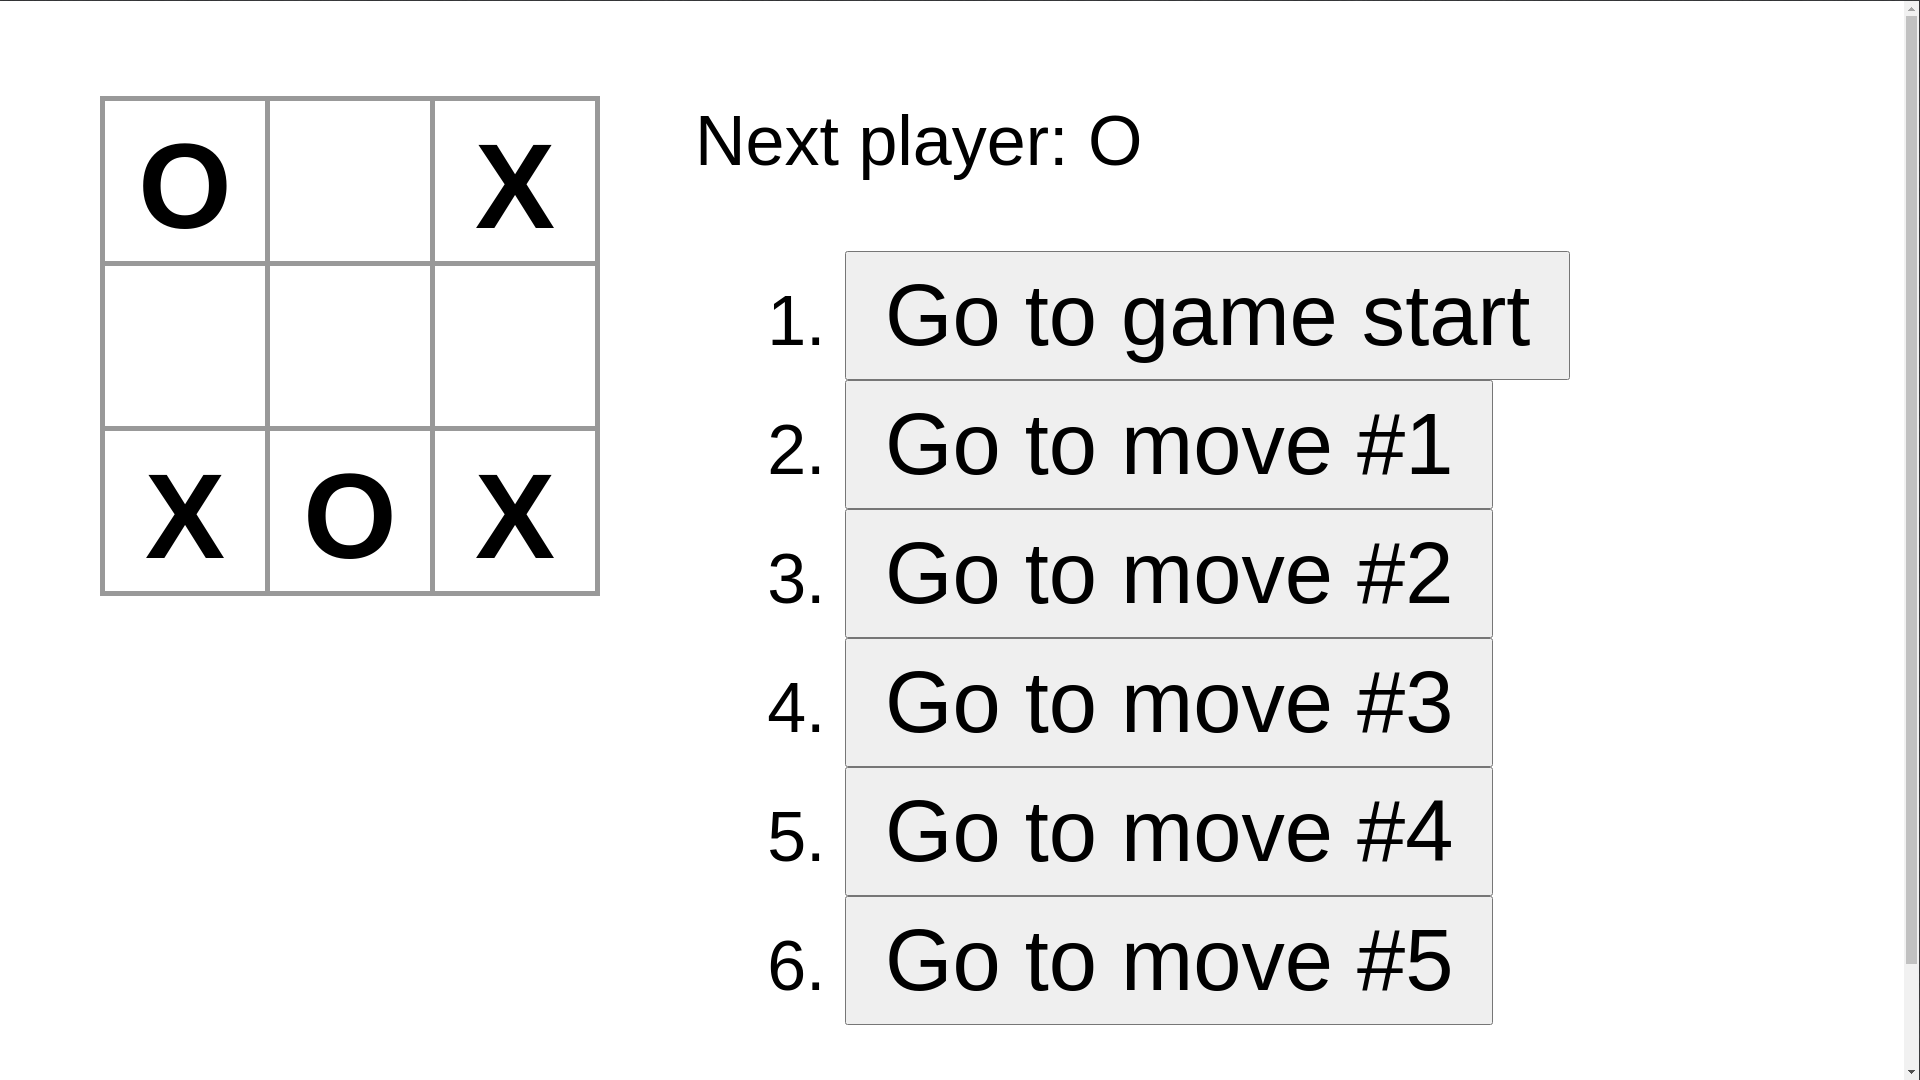 O X
X O X
Next player: O
1. Go to game start
2. Go to move #1
3. Go to move #2
4. Go to move #3
5. Go to move #4
6. Go to move #5